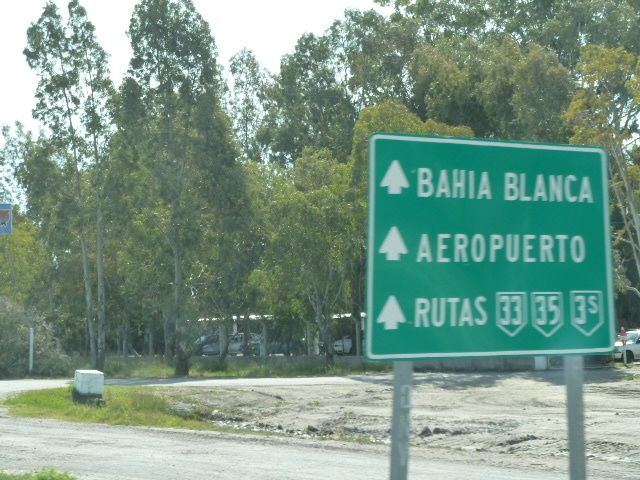 BAHIA BLANCA
AEROPUERTO
RUTAS 33 35 3S